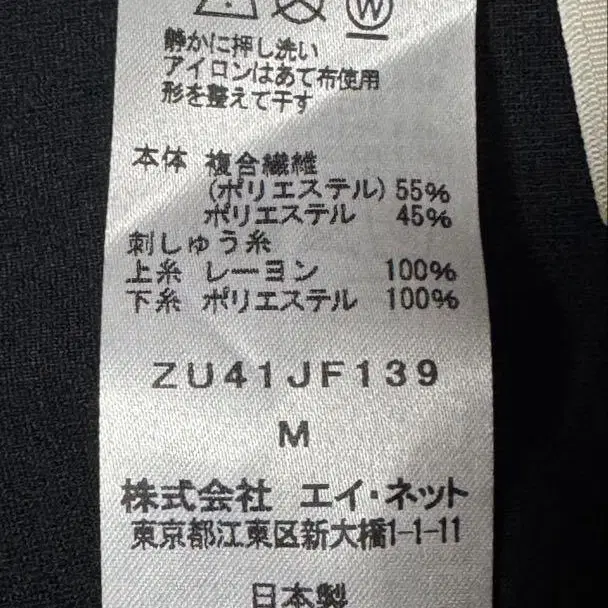 W
静かに押し洗い
アイロンはあて布使用
形を整えて干す
本体 複合繊維
(ポリエステル) 55%
ポリエステル 45%
刺しゅう糸
上糸 レーヨン 100%
下糸 ポリエステル 100%
ZU41JF139
M
株式会社 エイ・ネット
東京都江東区新大橋1-1-11
日本製